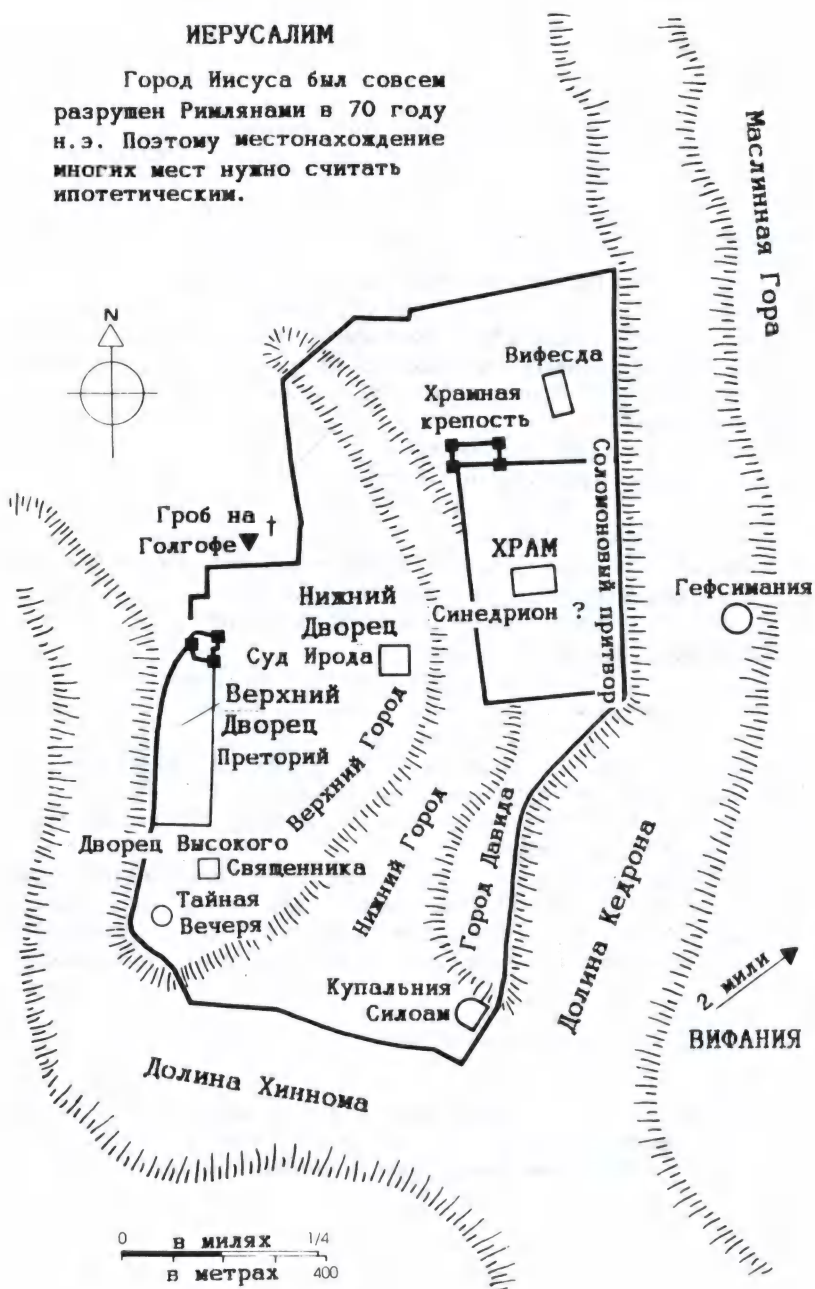 ИЕРУСАЛИМ
Город Иисуса был совсем
разрушен Римлянами в 70 году
н.э. Поэтому местонахождение
многих мест нужно считать
ипотетическим.
Маслинная Гора
N
Вифесда
Храмная
крепость
Соломоновый притвор
Гроб на
Голгофе
†
ХРАМ
Синедрион ?
Гефсимания
Нижний
Дворец
Суд Ирода
Верхний
Дворец
Преторий
Верхний Город
Нижний Город
Город Давида
Долина Кедрона
Дворец Высокого
Священника
Тайная
Вечеря
Купальния
Силоам
2 мили
ВИФАНИЯ
Долина Хиннома
0 в милях 1/4
в метрах 400